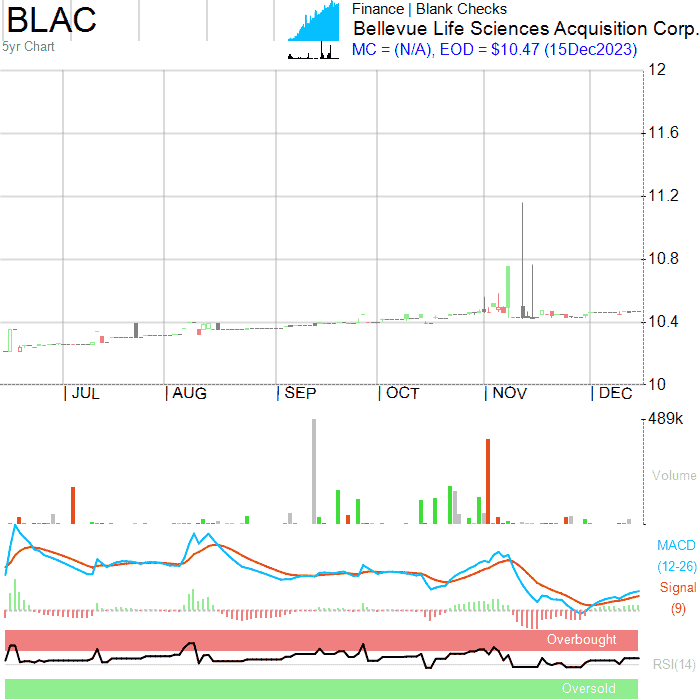 BLAC
5yr Chart
Finance | Blank Checks
Bellevue Life Sciences Acquisition Corp.
MC = (N/A), EOD = $10.47 (15Dec2023)
12
11.6
11.2
10.8
10.4
10
JUL
AUG
SEP
OCT
NOV
DEC
489k
Volume
MACD
(12-26)
Signal
(9)
Overbought
RSI(14)
Oversold